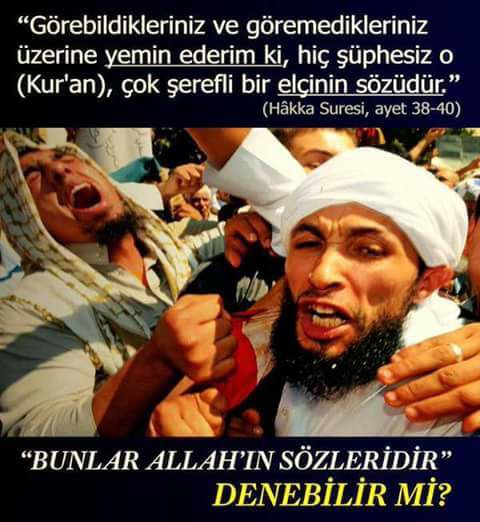 “Görebildikleriniz ve göremedikleriniz
üzerine yemin ederim ki, hiç şüphesiz o
(Kur'an), çok şerefli bir elçinin sözüdür.”
(Hâkka Suresi, ayet 38-40)
“BUNLAR ALLAH’IN SÖZLERİDİR”
DENEBİLİR Mİ?